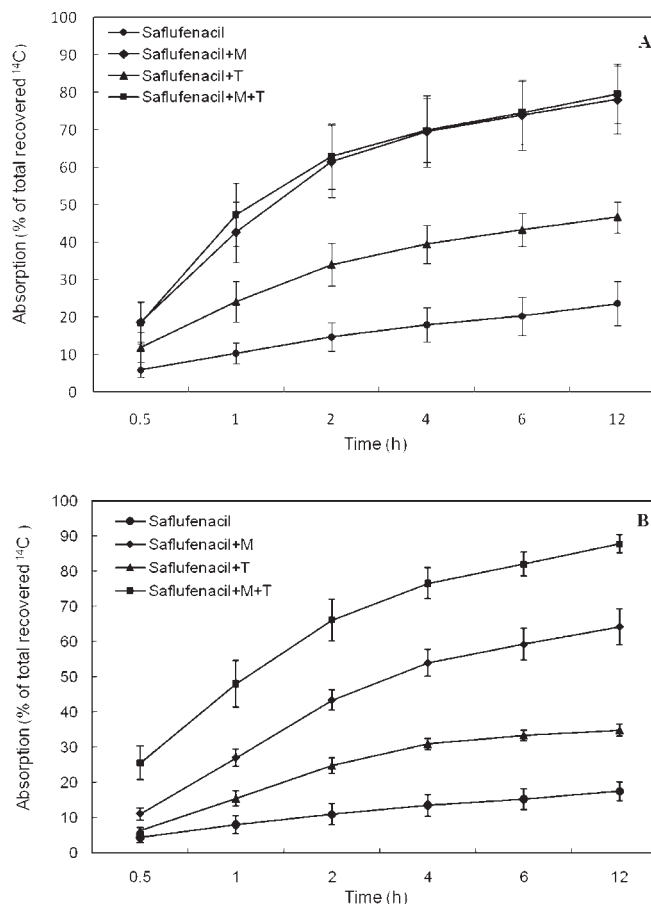 A
Saflufenacil
Saflufenacil+M
Saflufenacil+T
Saflufenacil+M+T
Absorption (% of total recovered ¹⁴C)
100
90
80
70
60
50
40
30
20
10
0
0.5 1 2 4 6 12
Time (h)
B
Saflufenacil
Saflufenacil+M
Saflufenacil+T
Saflufenacil+M+T
Absorption (% of total recovered ¹⁴C )
100
90
80
70
60
50
40
30
20
10
0
0.5 1 2 4 6 12
Time (h)